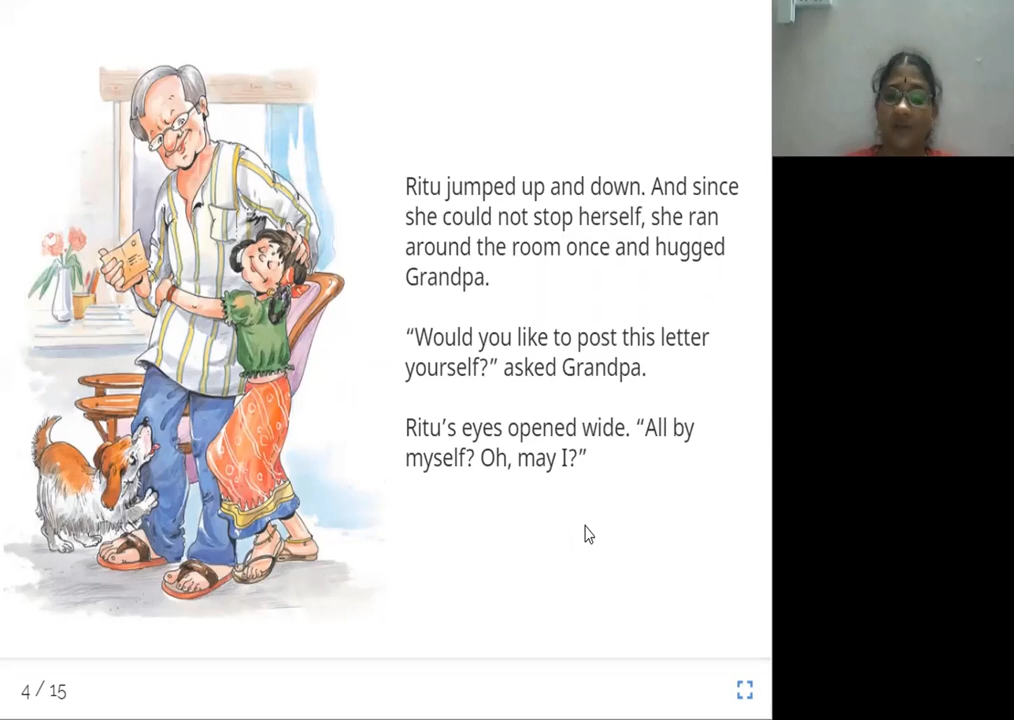 Ritu jumped up and down. And since
she could not stop herself, she ran
around the room once and hugged
Grandpa.
“Would you like to post this letter
yourself?” asked Grandpa.
Ritu’s eyes opened wide. “All by
myself? Oh, may I?”
4 / 15